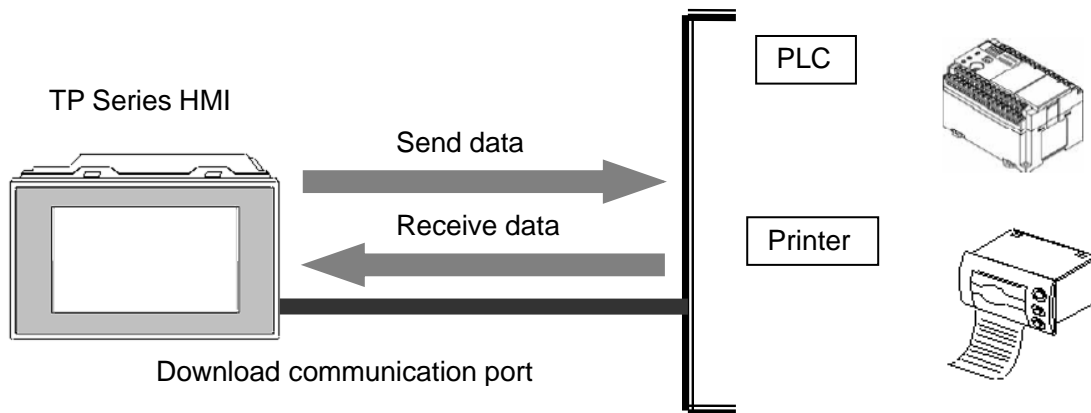 PLC
TP Series HMI
Send data
Receive data
Printer
Download communication port